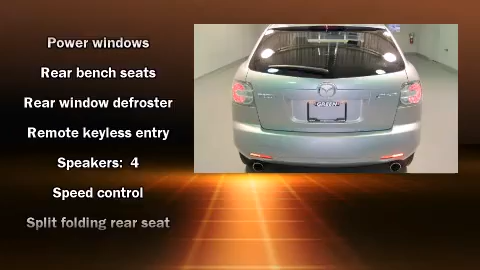 Power windows
Rear bench seats
Rear window defroster
Remote keyless entry
Speakers: 4
Speed control
Split folding rear seat
GREEN